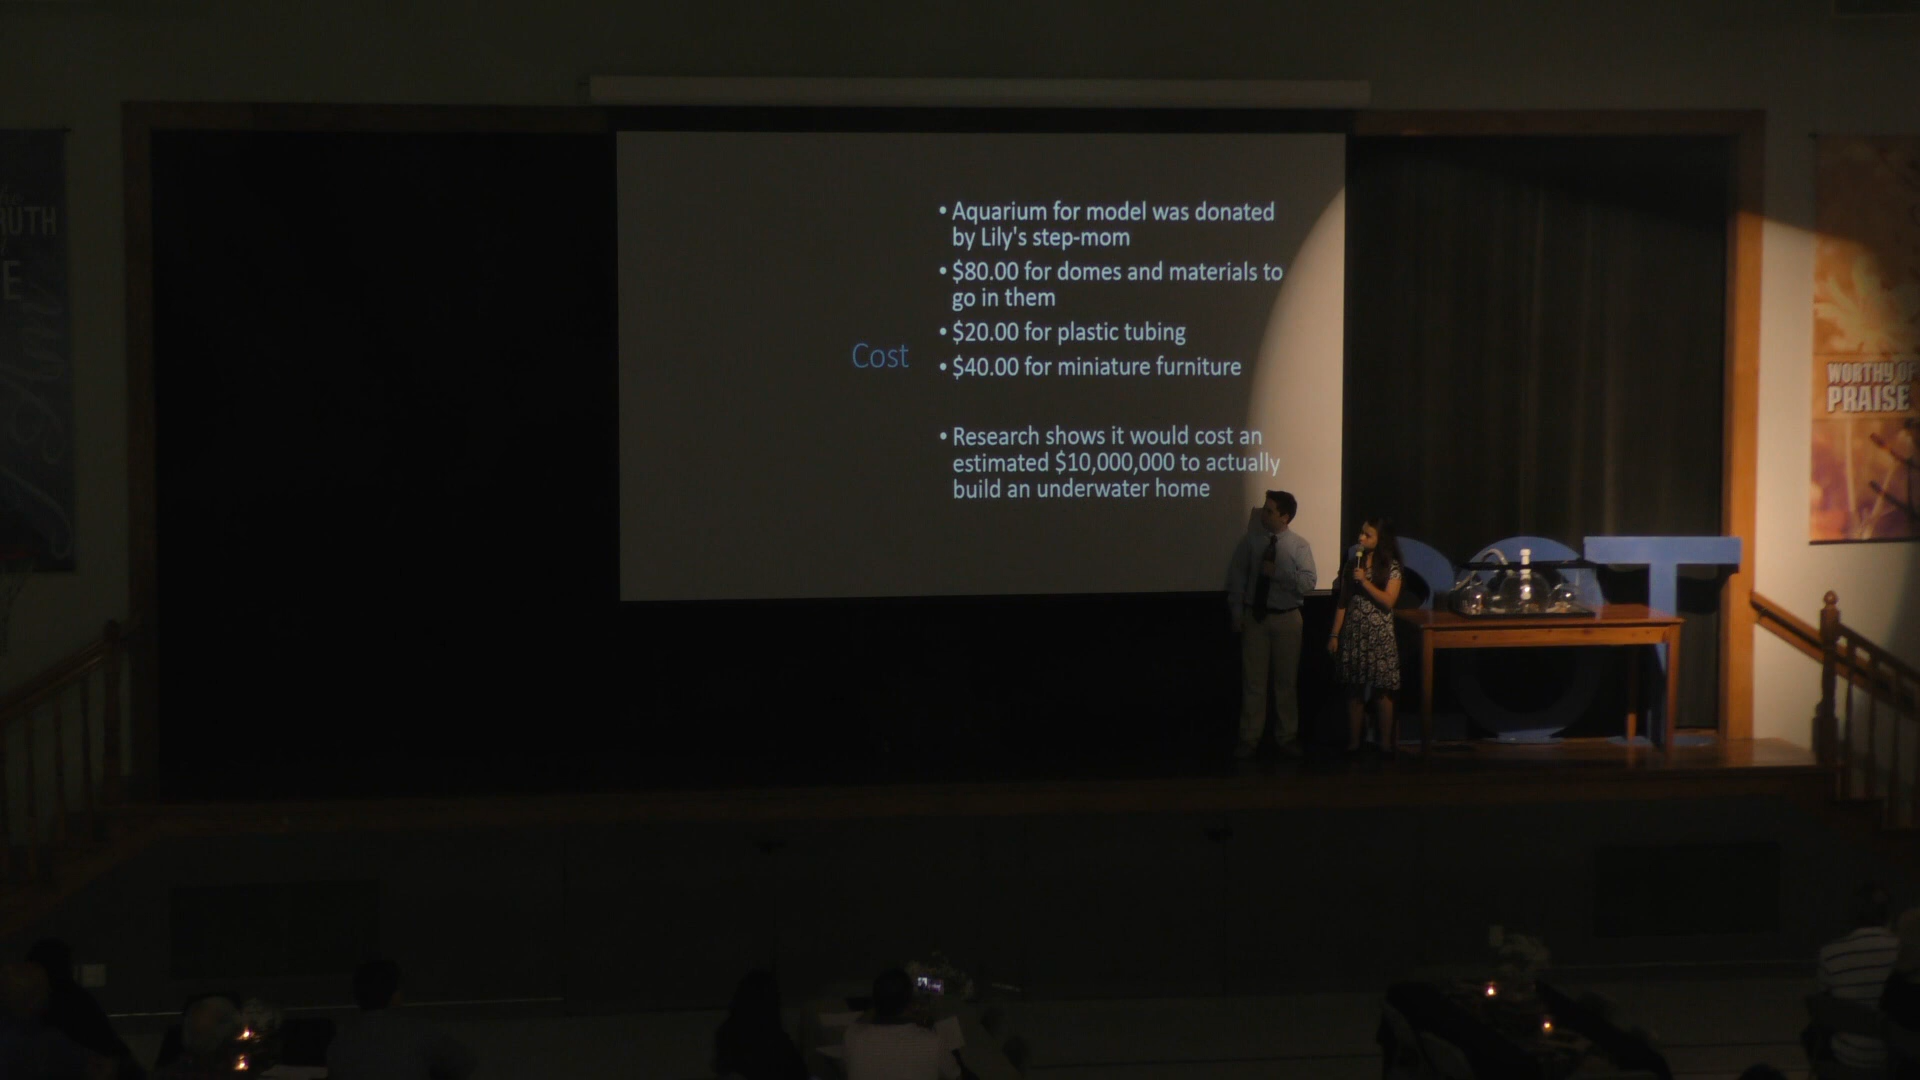 RUTH
E
Cost
• Aquarium for model was donated
by Lily's step-mom
• $80.00 for domes and materials to
go in them
• $20.00 for plastic tubing
• $40.00 for miniature furniture
• Research shows it would cost an
estimated $10,000,000 to actually
build an underwater home
WORTHY OF
PRAISE
T